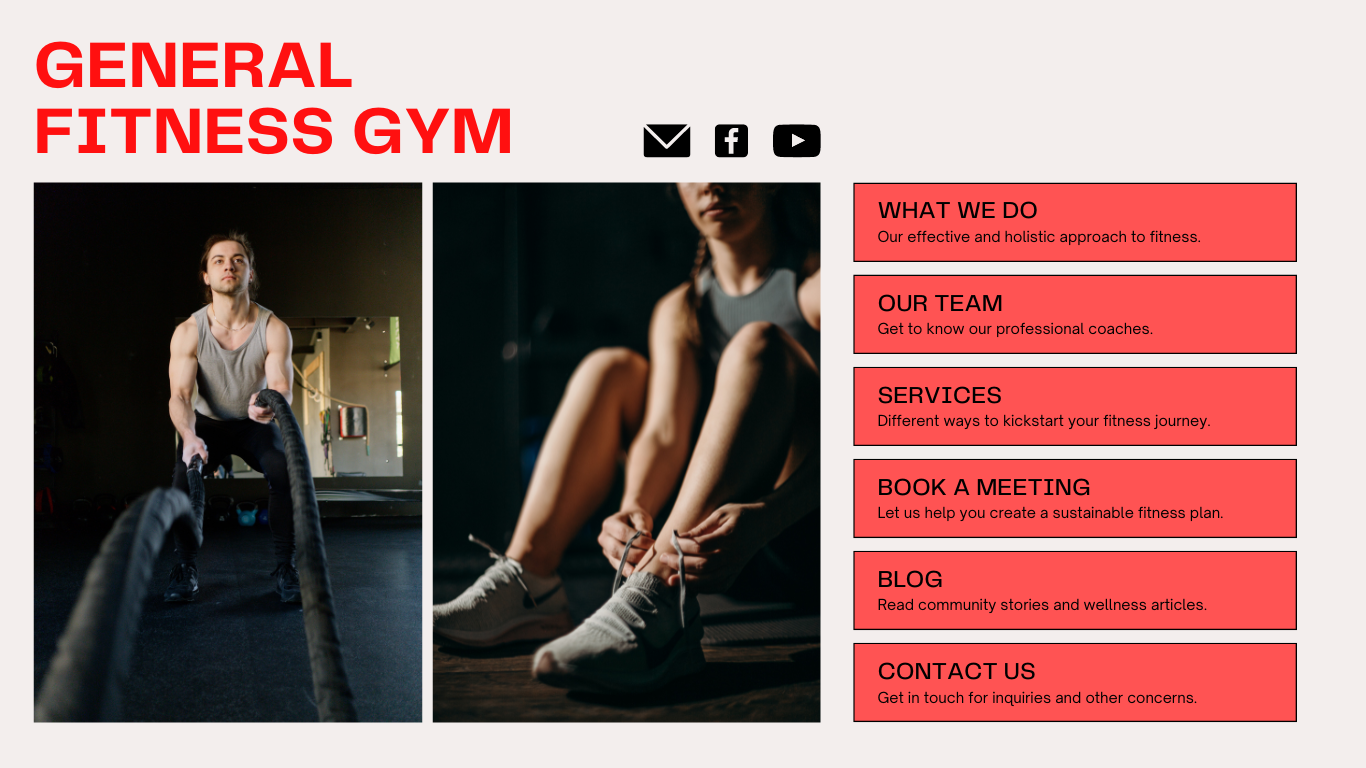 GENERAL
FITNESS GYM
WHAT WE DO
Our effective and holistic approach to fitness.
OUR TEAM
Get to know our professional coaches.
SERVICES
Different ways to kickstart your fitness journey.
BOOK A MEETING
Let us help you create a sustainable fitness plan.
BLOG
Read community stories and wellness articles.
CONTACT US
Get in touch for inquiries and other concerns.